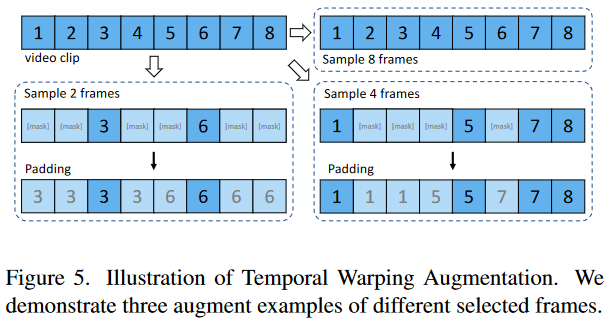 1 2 3 4 5 6 7 8
video clip
1 2 3 4 5 6 7 8
Sample 8 frames
Sample 2 frames
[mask] [mask] 3 [mask] [mask] 6 [mask] [mask]
Padding
3 3 3 3 6 6 6 6
Sample 4 frames
1 [mask] [mask] [mask] 5 [mask] 7 8
Padding
1 1 1 5 5 7 7 8
Figure 5. Illustration of Temporal Warping Augmentation. We
demonstrate three augment examples of different selected frames.